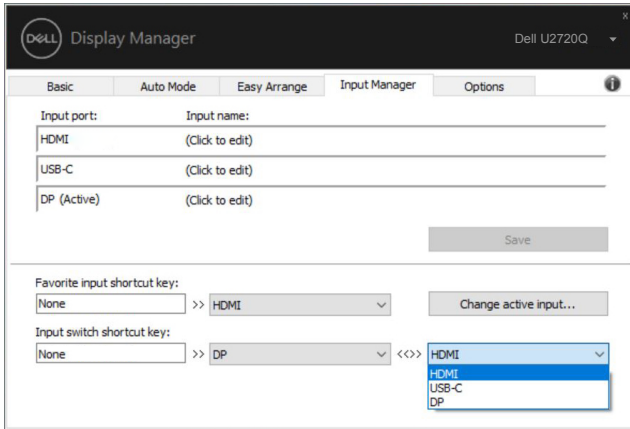 x
DELL Display Manager Dell U2720Q
Basic Auto Mode Easy Arrange Input Manager Options i
Input port: Input name:
HDMI (Click to edit)
USB-C (Click to edit)
DP (Active) (Click to edit)
Save
Favorite input shortcut key:
None >> HDMI Change active input...
Input switch shortcut key:
None >> DP <<>> HDMI
HDMI
USB-C
DP